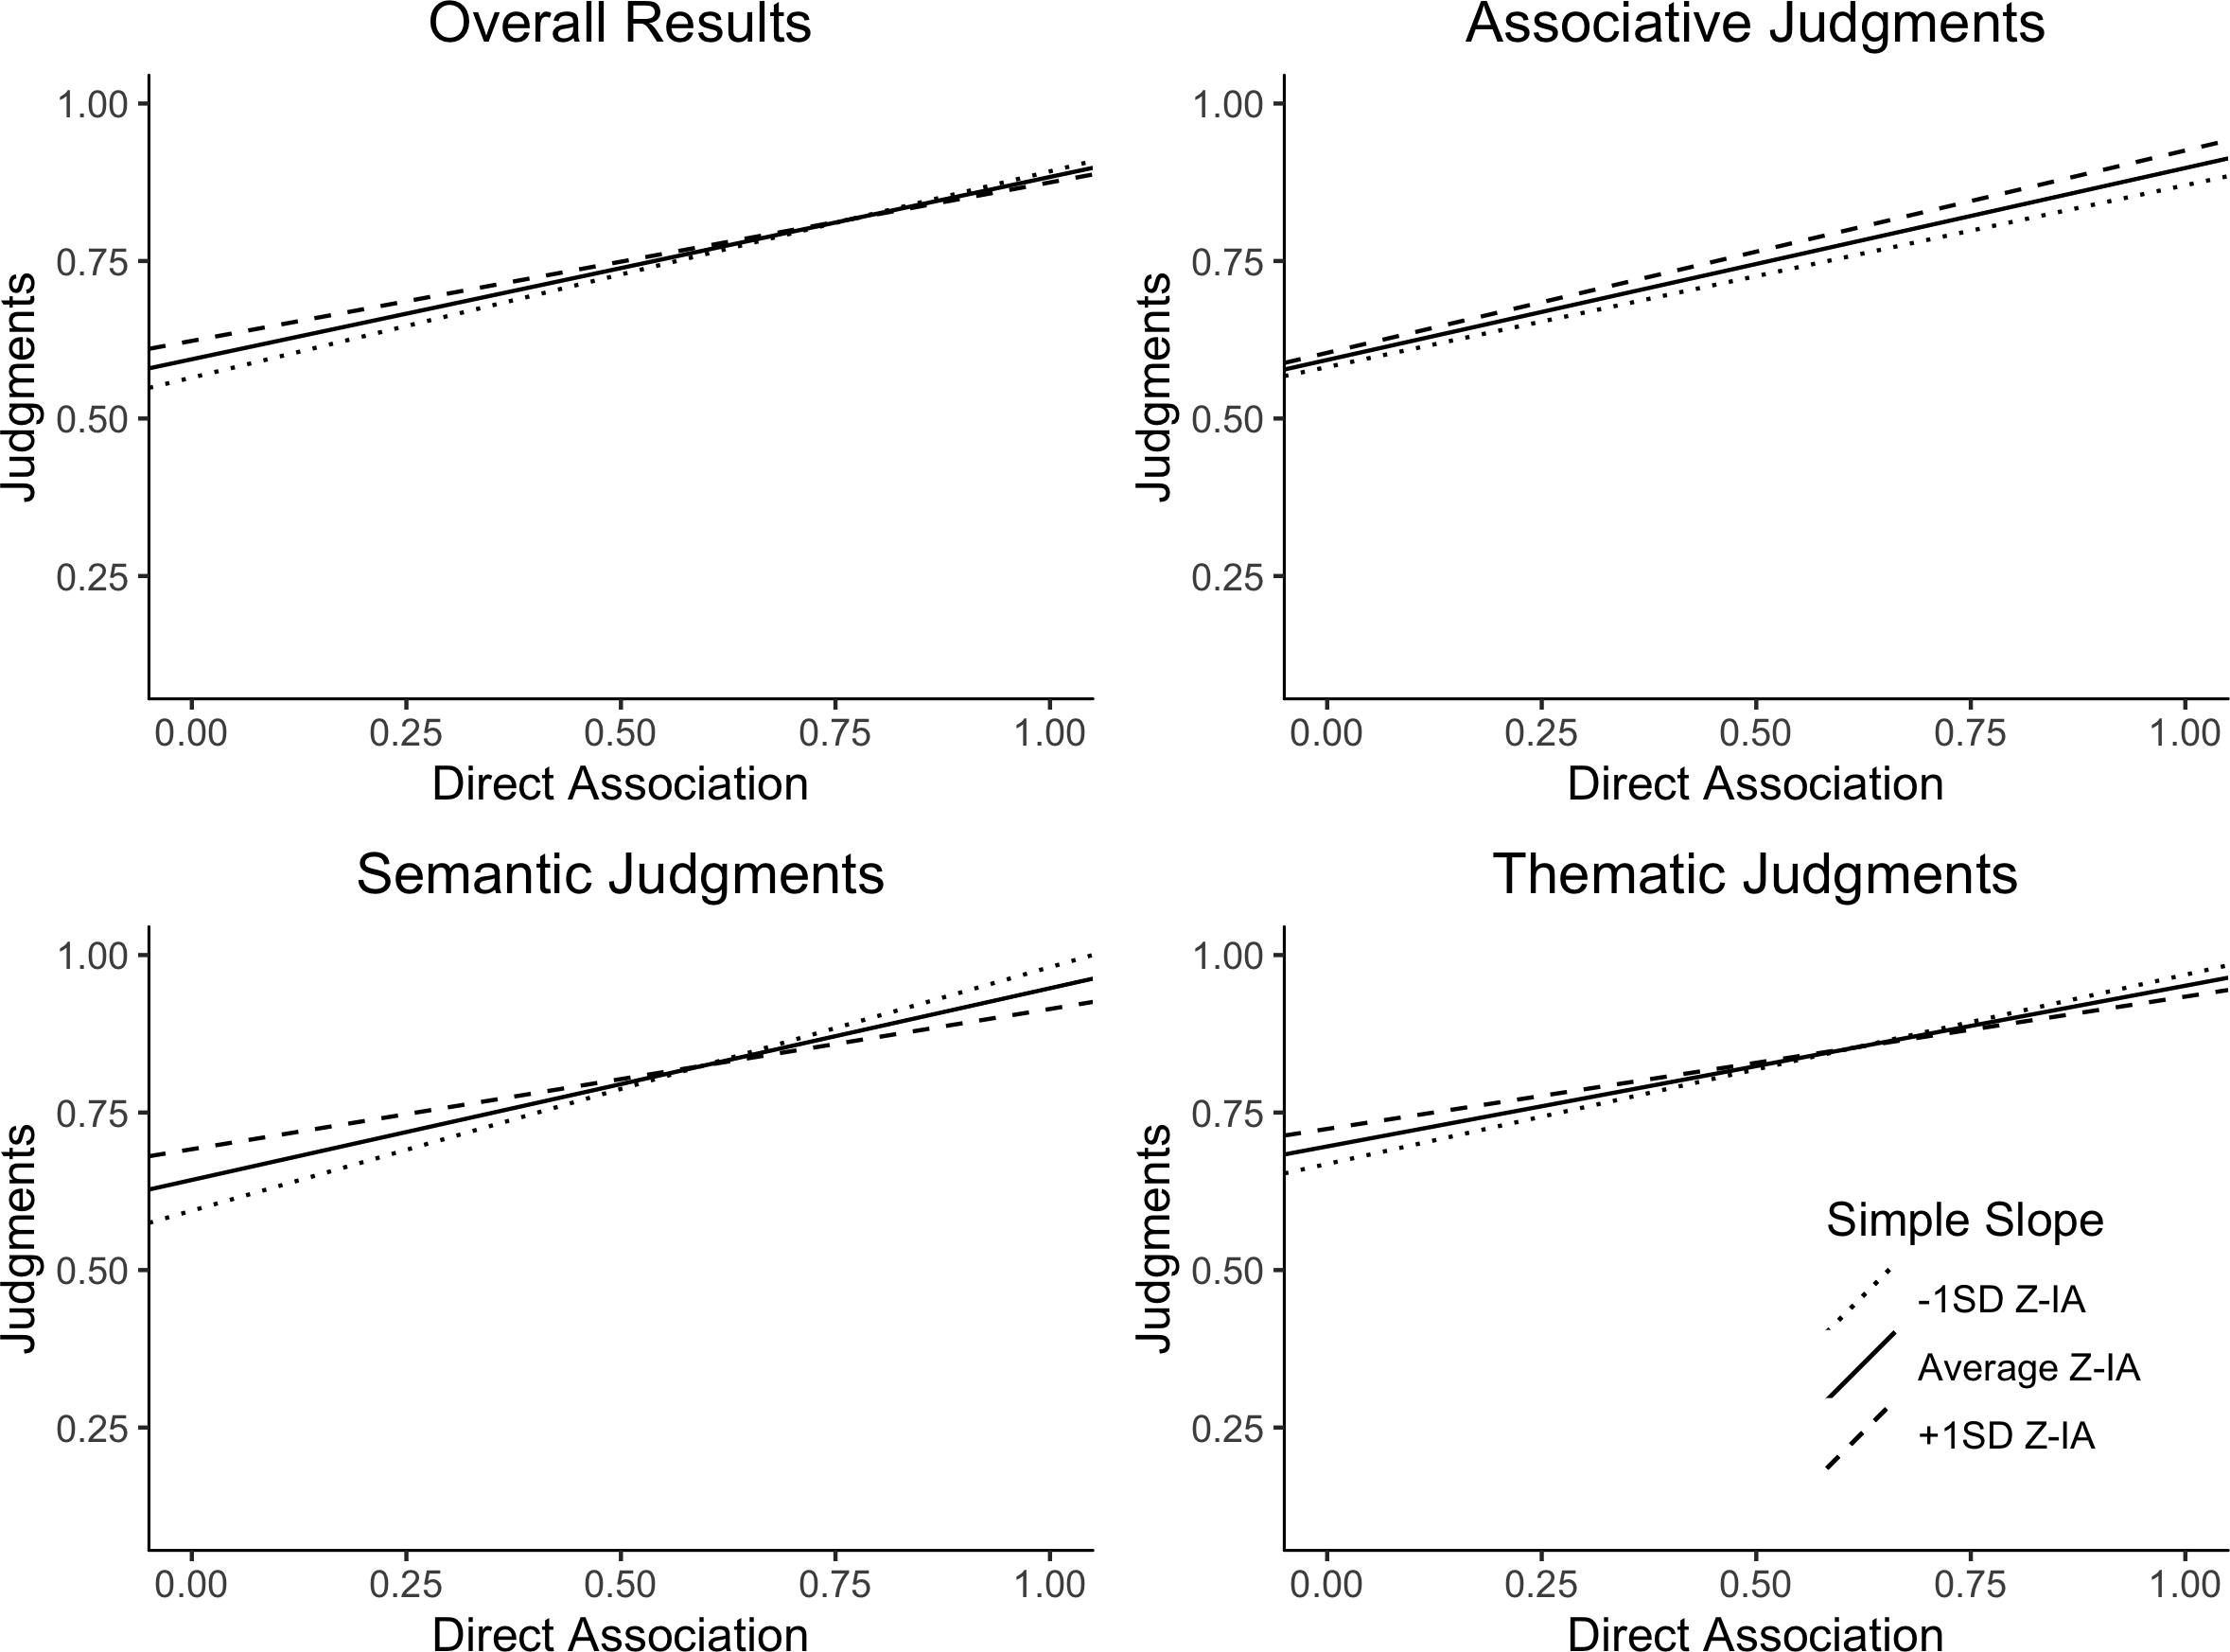 Overall Results
1.00
0.75
0.50
0.25
Judgments
0.00 0.25 0.50 0.75 1.00
Direct Association
Associative Judgments
1.00
0.75
0.50
0.25
Judgments
0.00 0.25 0.50 0.75 1.00
Direct Association
Semantic Judgments
1.00
0.75
0.50
0.25
Judgments
0.00 0.25 0.50 0.75 1.00
Direct Association
Thematic Judgments
1.00
0.75
0.50
0.25
Judgments
Simple Slope
-1SD Z-IA
Average Z-IA
+1SD Z-IA
0.00 0.25 0.50 0.75 1.00
Direct Association